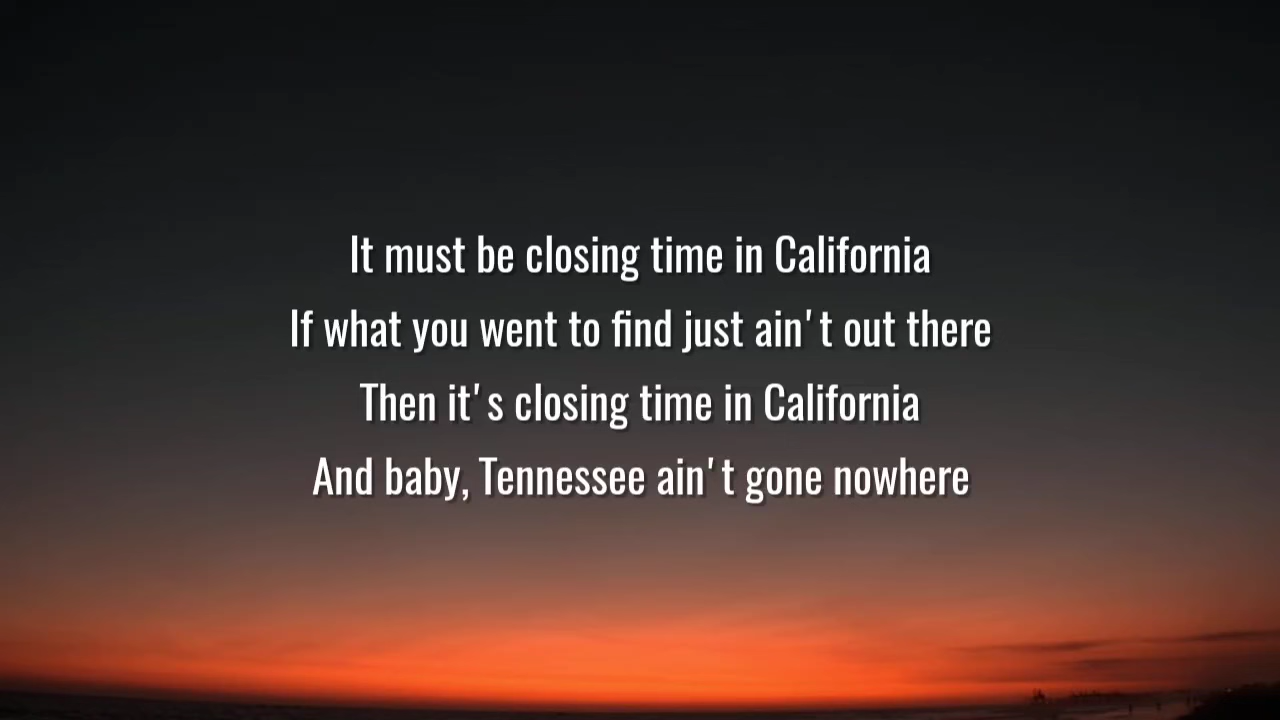 It must be closing time in California
If what you went to find just ain't out there
Then it's closing time in California
And baby, Tennessee ain't gone nowhere